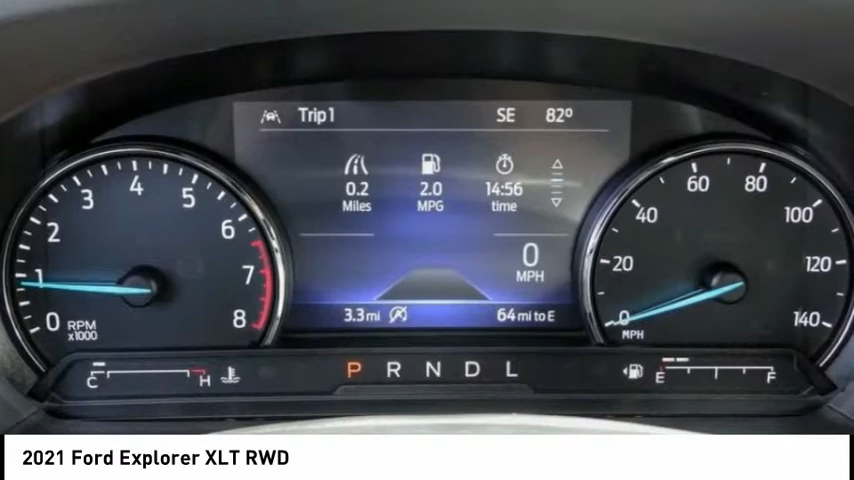 Trip 1 SE 82°
0.2 2.0 14:56
Miles MPG time
0
MPH
3.3 mi 64 mi to E
0 1 2 3 4 5 6 7 8
RPM
x1000
0 20 40 60 80 100 120 140
MPH
C H P R N D L E F
2021 Ford Explorer XLT RWD